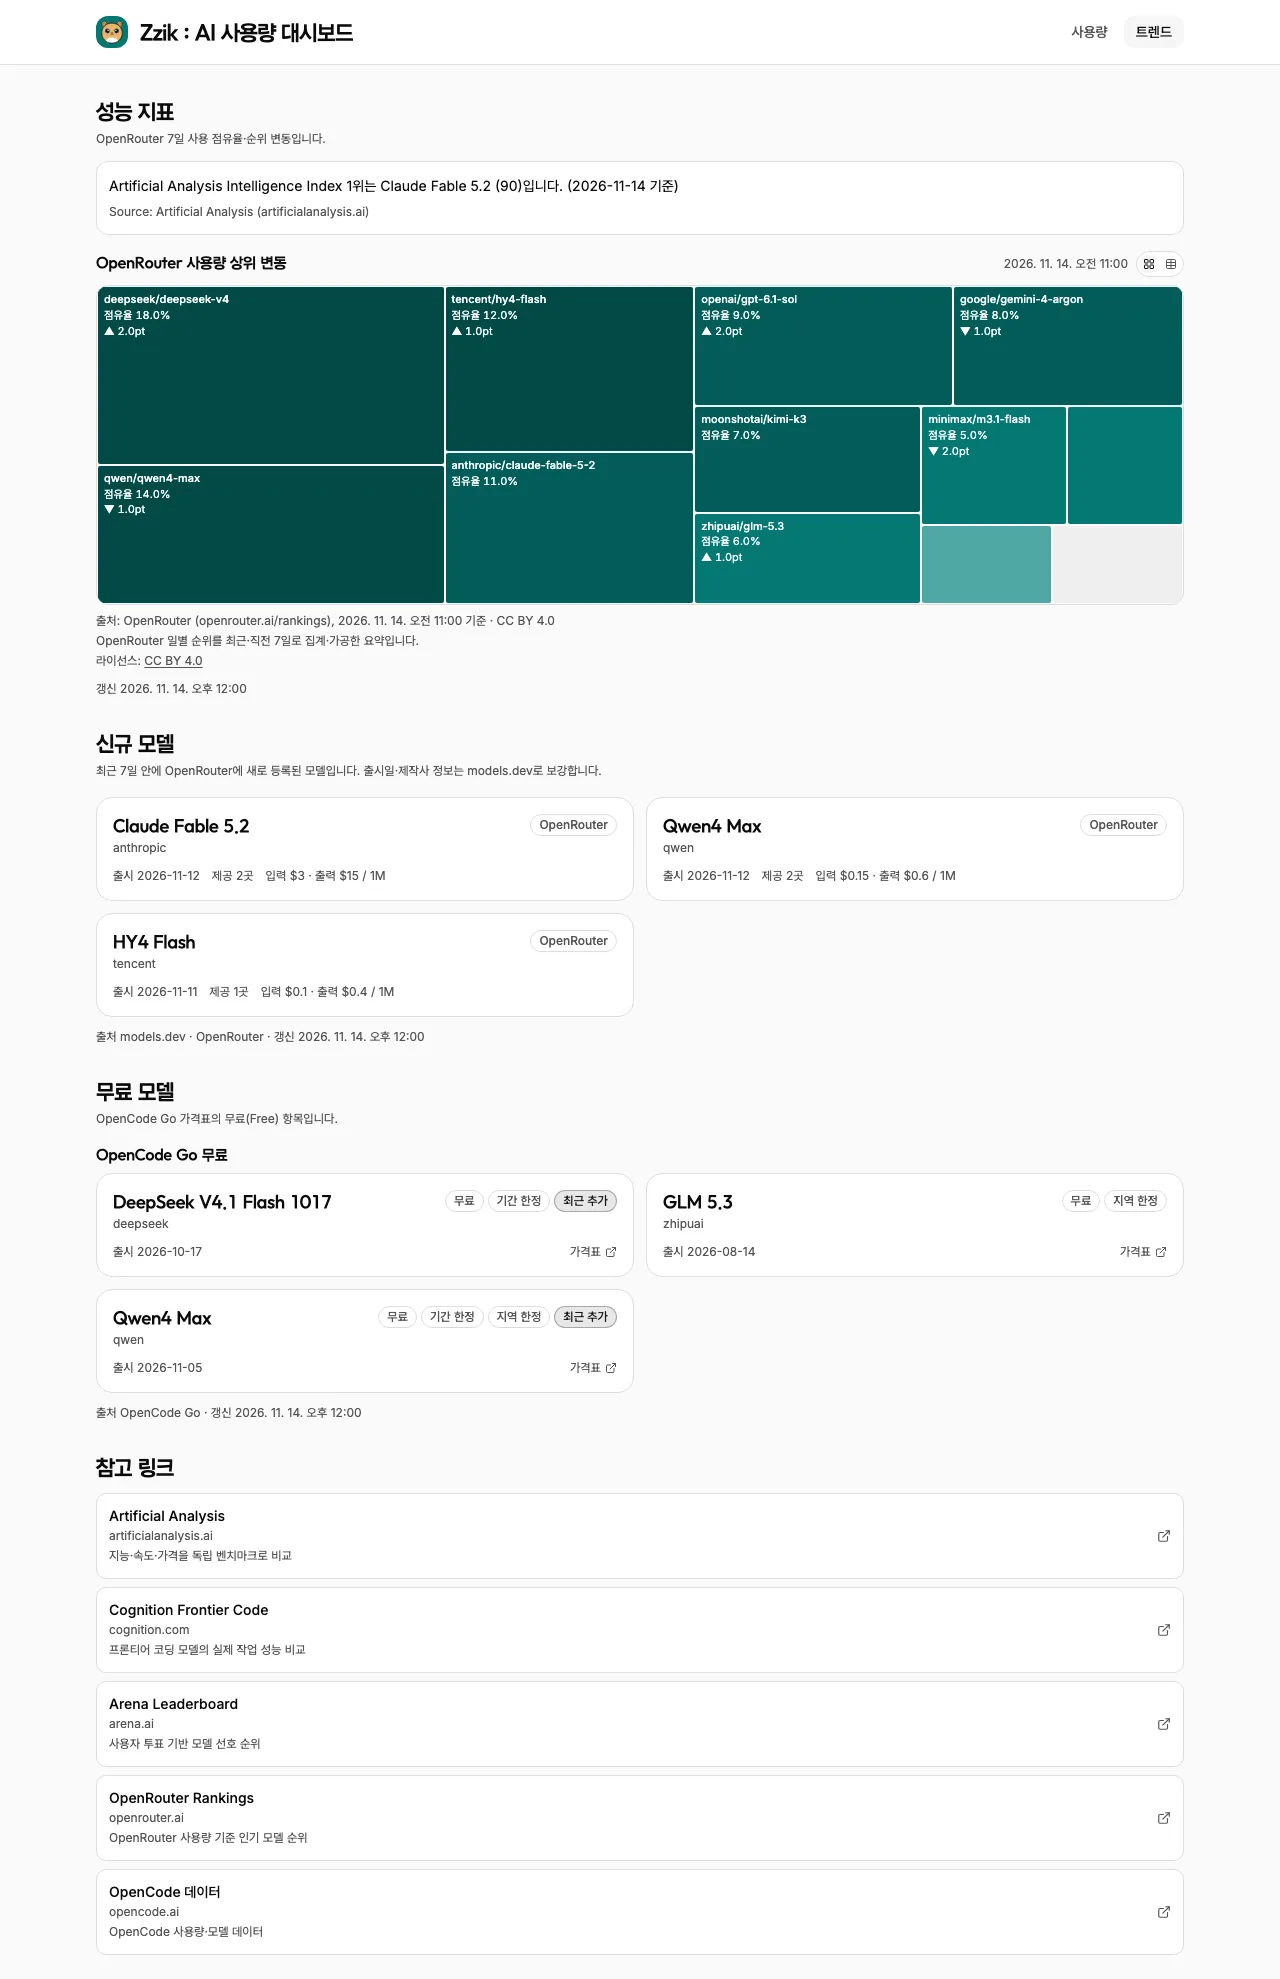 Zzik : AI 사용량 대시보드
사용량
트렌드
성능 지표
OpenRouter 7일 사용 점유율·순위 변동입니다.
Artificial Analysis Intelligence Index 1위는 Claude Fable 5.2 (90)입니다. (2026-11-14 기준)
Source: Artificial Analysis (artificialanalysis.ai)
OpenRouter 사용량 상위 변동
2026. 11. 14. 오전 11:00
deepseek/deepseek-v4
점유율 18.0%
▲ 2.0pt
tencent/hy4-flash
점유율 12.0%
▲ 1.0pt
openai/gpt-6.1-sol
점유율 9.0%
▲ 2.0pt
google/gemini-4-argon
점유율 8.0%
▼ 1.0pt
moonshotai/kimi-k3
점유율 7.0%
minimax/m3.1-flash
점유율 5.0%
▼ 2.0pt
qwen/qwen4-max
점유율 14.0%
▼ 1.0pt
anthropic/claude-fable-5-2
점유율 11.0%
zhipuai/glm-5.3
점유율 6.0%
▲ 1.0pt
출처: OpenRouter (openrouter.ai/rankings), 2026. 11. 14. 오전 11:00 기준 · CC BY 4.0
OpenRouter 일별 순위를 최근·직전 7일로 집계·가공한 요약입니다.
라이선스: CC BY 4.0
갱신 2026. 11. 14. 오후 12:00
신규 모델
최근 7일 안에 OpenRouter에 새로 등록된 모델입니다. 출시일·제작사 정보는 models.dev로 보강합니다.
Claude Fable 5.2
OpenRouter
anthropic
출시 2026-11-12 제공 2곳 입력 $3 · 출력 $15 / 1M
Qwen4 Max
OpenRouter
qwen
출시 2026-11-12 제공 2곳 입력 $0.15 · 출력 $0.6 / 1M
HY4 Flash
OpenRouter
tencent
출시 2026-11-11 제공 1곳 입력 $0.1 · 출력 $0.4 / 1M
출처 models.dev · OpenRouter · 갱신 2026. 11. 14. 오후 12:00
무료 모델
OpenCode Go 가격표의 무료(Free) 항목입니다.
OpenCode Go 무료
DeepSeek V4.1 Flash 1017
무료 기간 한정 최근 추가
deepseek
출시 2026-10-17
가격표
GLM 5.3
무료 지역 한정
zhipuai
출시 2026-08-14
가격표
Qwen4 Max
무료 기간 한정 지역 한정 최근 추가
qwen
출시 2026-11-05
가격표
출처 OpenCode Go · 갱신 2026. 11. 14. 오후 12:00
참고 링크
Artificial Analysis
artificialanalysis.ai
지능·속도·가격을 독립 벤치마크로 비교
Cognition Frontier Code
cognition.com
프론티어 코딩 모델의 실제 작업 성능 비교
Arena Leaderboard
arena.ai
사용자 투표 기반 모델 선호 순위
OpenRouter Rankings
openrouter.ai
OpenRouter 사용량 기준 인기 모델 순위
OpenCode 데이터
opencode.ai
OpenCode 사용량·모델 데이터